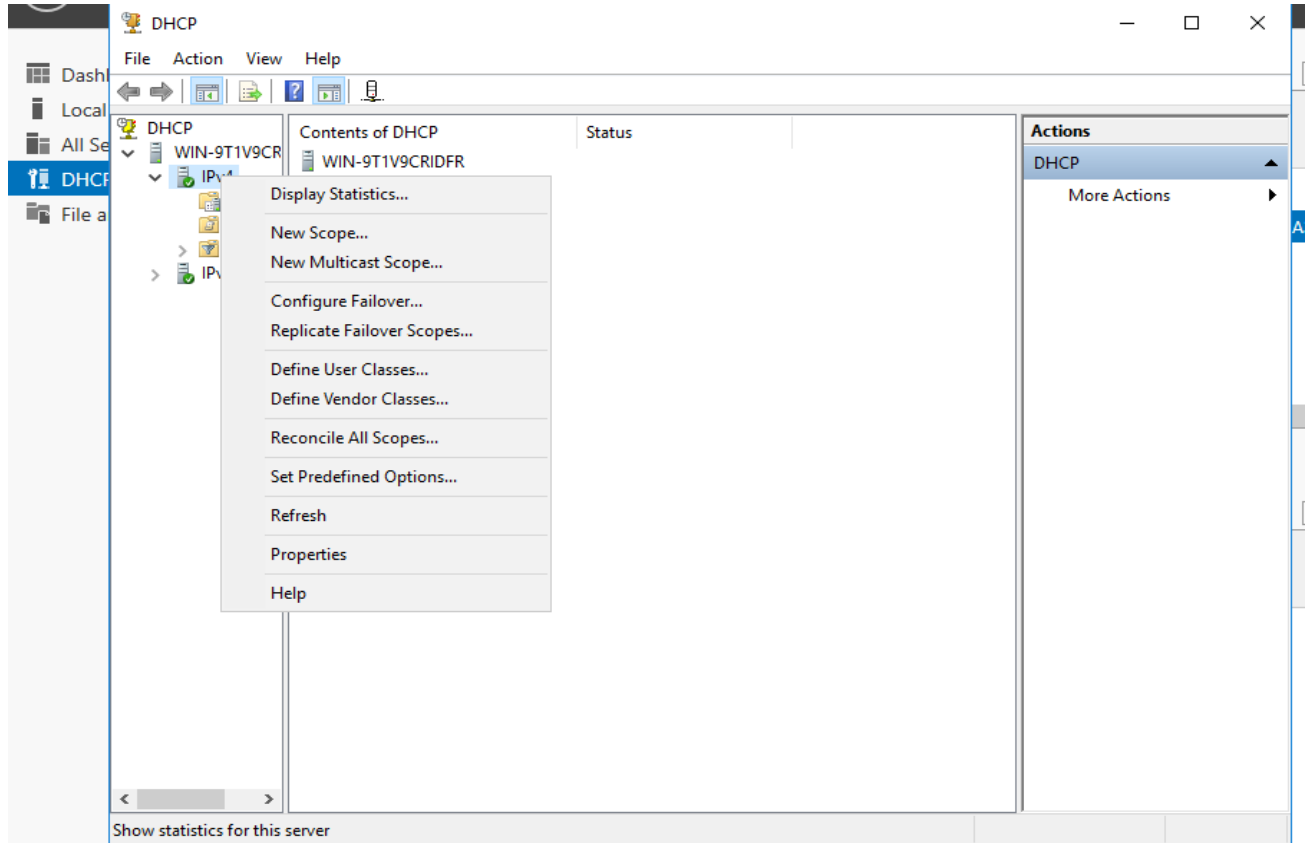 DHCP
File Action View Help
Dashl
Local
All Se
DHCP
File a
DHCP
WIN-9T1V9CR
IPv4
IPv
Contents of DHCP Status
WIN-9T1V9CRIDFR
Display Statistics...
New Scope...
New Multicast Scope...
Configure Failover...
Replicate Failover Scopes...
Define User Classes...
Define Vendor Classes...
Reconcile All Scopes...
Set Predefined Options...
Refresh
Properties
Help
Actions
DHCP
More Actions
A
Show statistics for this server